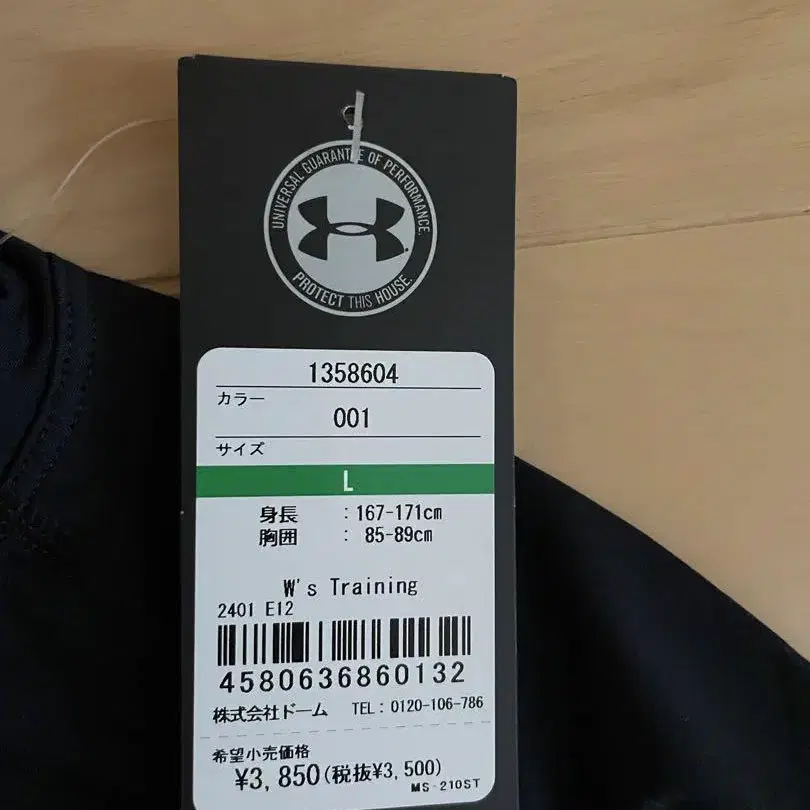 UNIVERSAL GUARANTEE OF PERFORMANCE.
PROTECT THIS HOUSE.
1358604
カラー
001
サイズ
L
身長 : 167-171cm
胸囲 : 85-89cm
W's Training
2401 E12
4580636860132
株式会社ドーム TEL: 0120-106-786
希望小売価格
¥3,850(税抜¥3,500)
MS-210ST